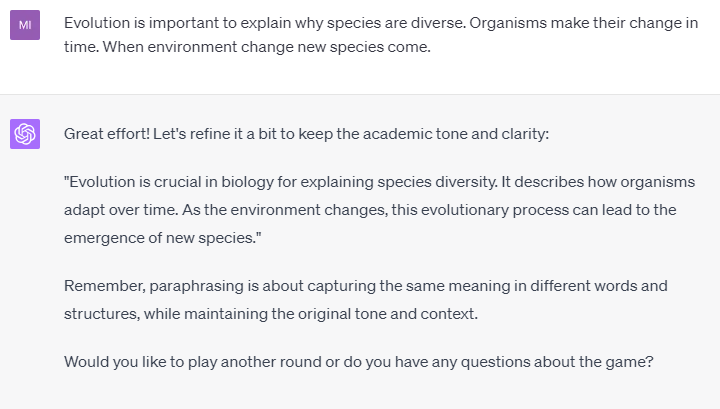 MI
Evolution is important to explain why species are diverse. Organisms make their change in
time. When environment change new species come.
Great effort! Let's refine it a bit to keep the academic tone and clarity:
"Evolution is crucial in biology for explaining species diversity. It describes how organisms
adapt over time. As the environment changes, this evolutionary process can lead to the
emergence of new species."
Remember, paraphrasing is about capturing the same meaning in different words and
structures, while maintaining the original tone and context.
Would you like to play another round or do you have any questions about the game?